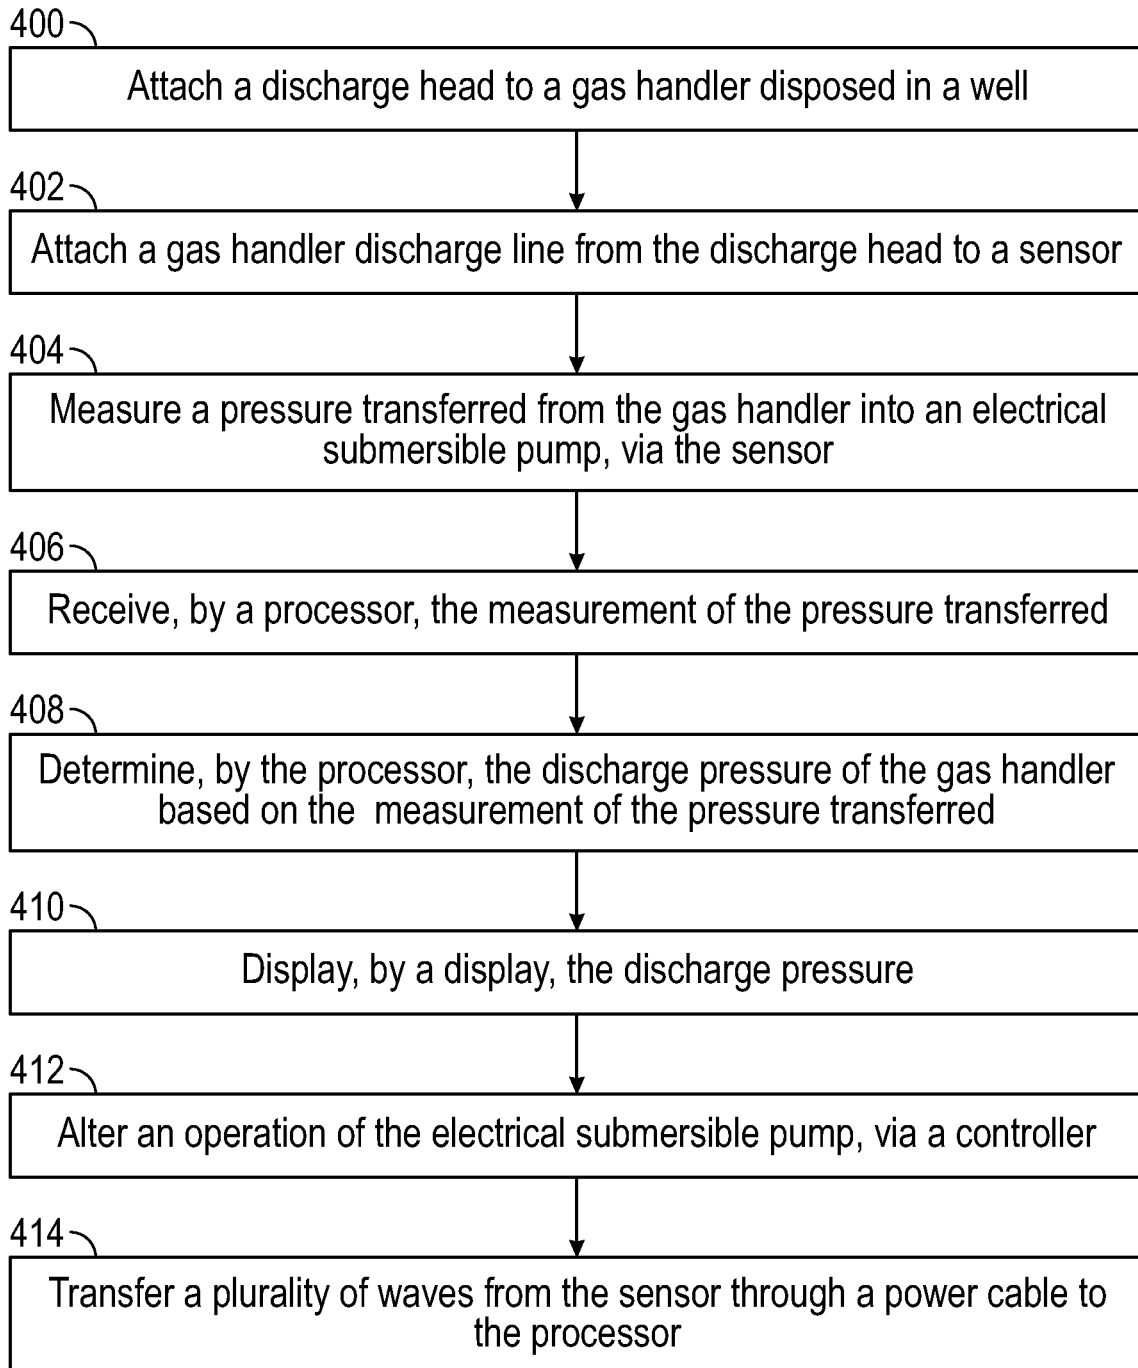 400
Attach a discharge head to a gas handler disposed in a well
402
Attach a gas handler discharge line from the discharge head to a sensor
404
Measure a pressure transferred from the gas handler into an electrical
submersible pump, via the sensor
406
Receive, by a processor, the measurement of the pressure transferred
408
Determine, by the processor, the discharge pressure of the gas handler
based on the measurement of the pressure transferred
410
Display, by a display, the discharge pressure
412
Alter an operation of the electrical submersible pump, via a controller
414
Transfer a plurality of waves from the sensor through a power cable to
the processor